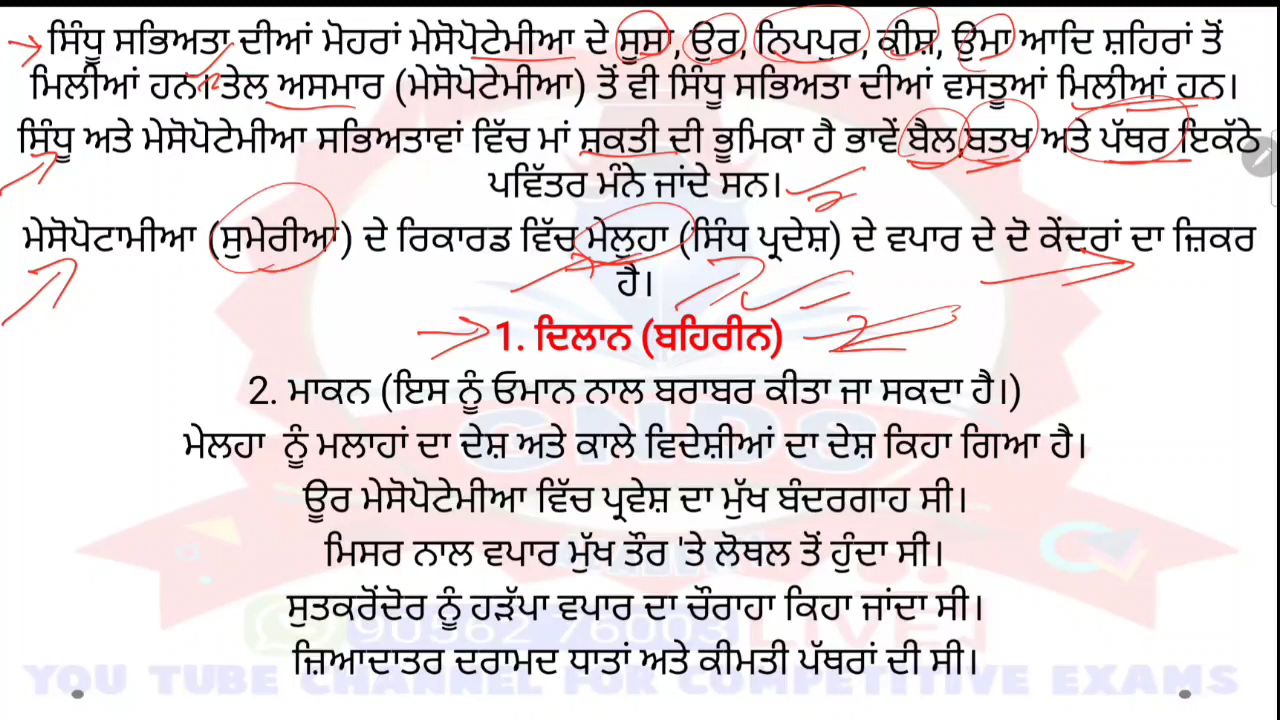 ਸਿੰਧੂ ਸਭਿਅਤਾ ਦੀਆਂ ਮੋਹਰਾਂ ਮੇਸੋਪੋਟੇਮੀਆ ਦੇ ਸੂਸਾ, ਉਰ, ਨਿਪਪੁਰ, ਕੀਸ਼, ਉਮਾ ਆਦਿ ਸ਼ਹਿਰਾਂ ਤੋਂ
ਮਿਲੀਆਂ ਹਨ। ਤੇਲ ਅਸਮਾਰ (ਮੇਸੋਪੋਟੇਮੀਆ) ਤੋਂ ਵੀ ਸਿੰਧੂ ਸਭਿਅਤਾ ਦੀਆਂ ਵਸਤੂਆਂ ਮਿਲੀਆਂ ਹਨ।
ਸਿੰਧੂ ਅਤੇ ਮੇਸੋਪੋਟੇਮੀਆ ਸਭਿਅਤਾਵਾਂ ਵਿੱਚ ਮਾਂ ਸ਼ਕਤੀ ਦੀ ਭੂਮਿਕਾ ਹੈ ਭਾਵੇਂ ਬੈਲ,ਬਤਖ ਅਤੇ ਪੱਥਰ ਇਕੱਠੇ
ਪਵਿੱਤਰ ਮੰਨੇ ਜਾਂਦੇ ਸਨ।
ਮੇਸੋਪੋਟਾਮੀਆ (ਸੁਮੇਰੀਆ) ਦੇ ਰਿਕਾਰਡ ਵਿੱਚ ਮੇਲੁਹਾ (ਸਿੰਧ ਪ੍ਰਦੇਸ਼) ਦੇ ਵਪਾਰ ਦੇ ਦੋ ਕੇਂਦਰਾਂ ਦਾ ਜ਼ਿਕਰ
ਹੈ।
1. ਦਿਲਾਨ (ਬਹਿਰੀਨ)
2. ਮਾਕਨ (ਇਸ ਨੂੰ ਓਮਾਨ ਨਾਲ ਬਰਾਬਰ ਕੀਤਾ ਜਾ ਸਕਦਾ ਹੈ।)
ਮੇਲਹਾ ਨੂੰ ਮਲਾਹਾਂ ਦਾ ਦੇਸ਼ ਅਤੇ ਕਾਲੇ ਵਿਦੇਸ਼ੀਆਂ ਦਾ ਦੇਸ਼ ਕਿਹਾ ਗਿਆ ਹੈ।
ਊਰ ਮੇਸੋਪੋਟੇਮੀਆ ਵਿੱਚ ਪ੍ਰਵੇਸ਼ ਦਾ ਮੁੱਖ ਬੰਦਰਗਾਹ ਸੀ।
ਮਿਸਰ ਨਾਲ ਵਪਾਰ ਮੁੱਖ ਤੌਰ 'ਤੇ ਲੋਥਲ ਤੋਂ ਹੁੰਦਾ ਸੀ।
ਸੁਤਕਰੋਂਦੋਰ ਨੂੰ ਹੜੱਪਾ ਵਪਾਰ ਦਾ ਚੌਰਾਹਾ ਕਿਹਾ ਜਾਂਦਾ ਸੀ।
ਜ਼ਿਆਦਾਤਰ ਦਰਾਮਦ ਧਾਤਾਂ ਅਤੇ ਕੀਮਤੀ ਪੱਥਰਾਂ ਦੀ ਸੀ।
YOU TUBE CHANNEL FOR COMPETITIVE EXAMS